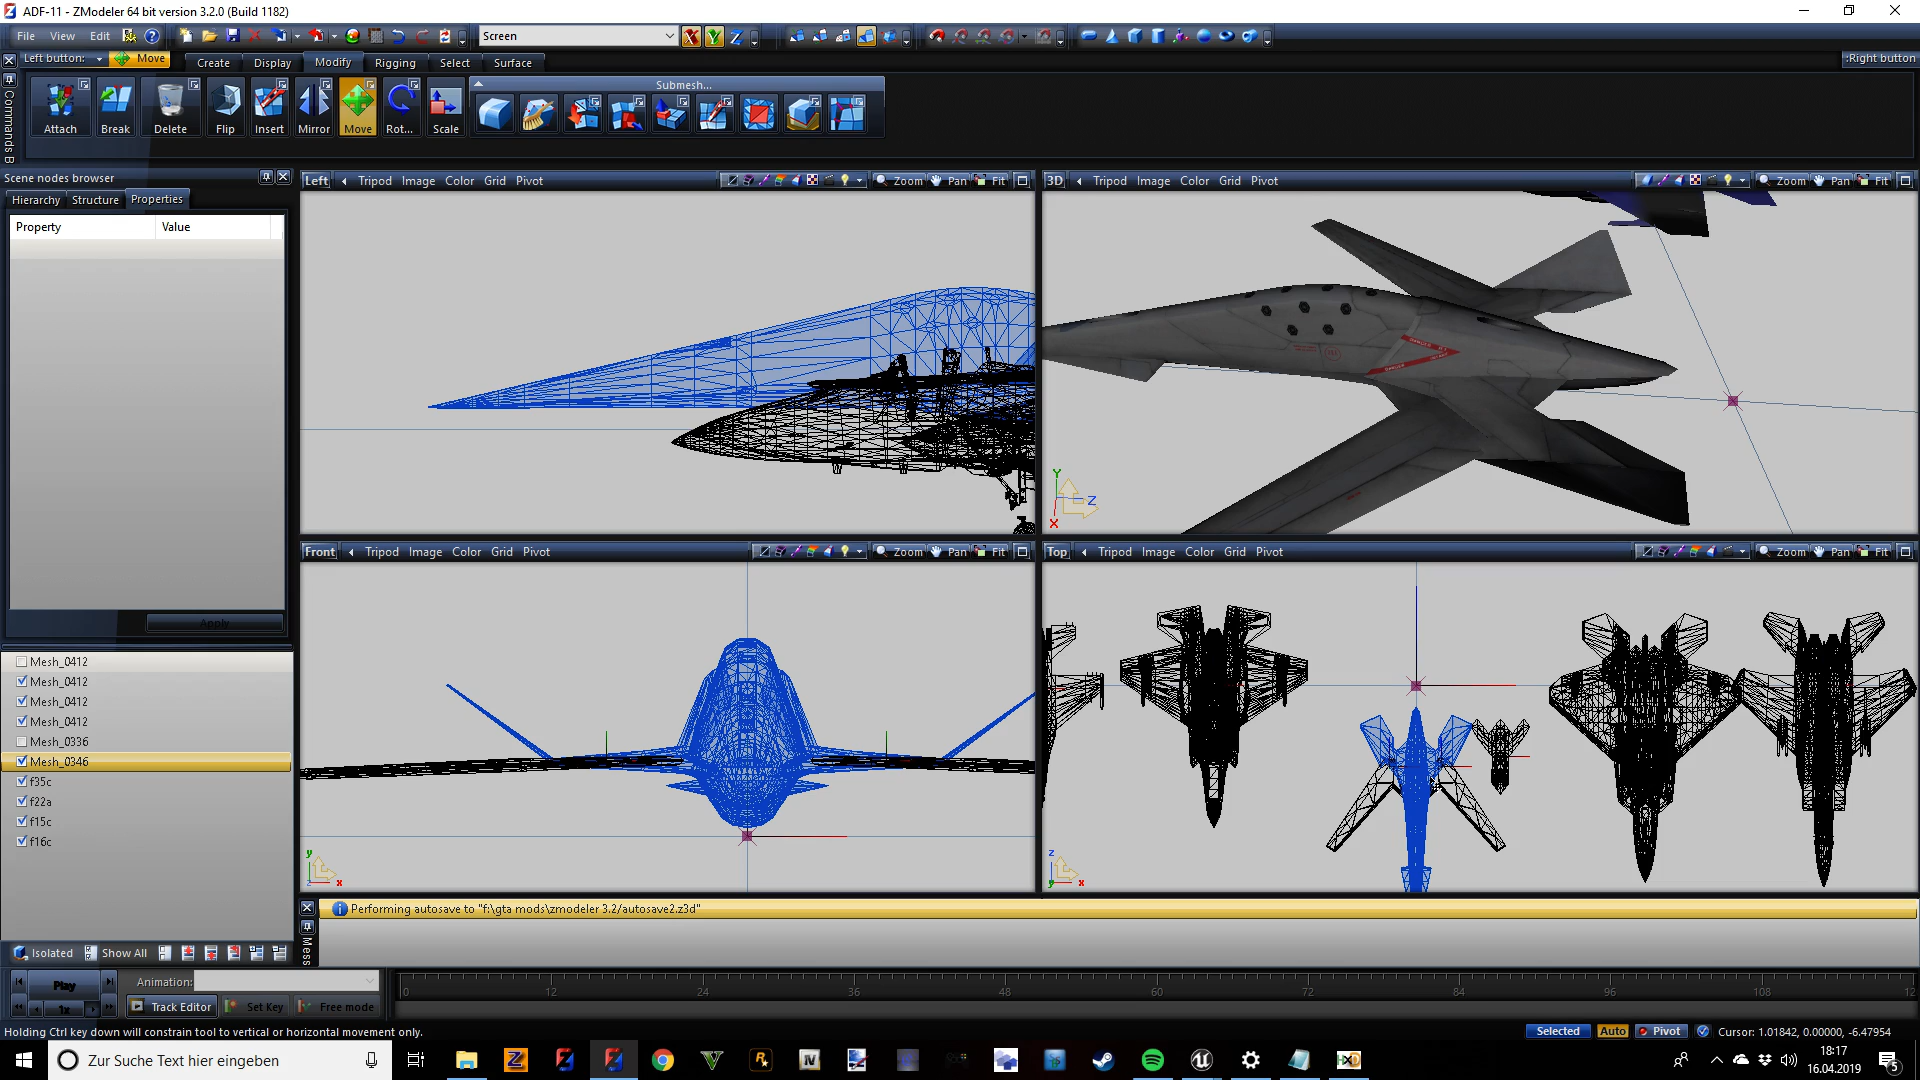 ADF-11 - ZModeler 64 bit version 3.2.0 (Build 1182)
File View Edit
Screen
X Y Z
Left button: Move
:Right button
Create Display Modify Rigging Select Surface
Submesh...
Attach Break Delete Flip Insert Mirror Move Rot... Scale
Commands B
Scene nodes browser
Hierarchy Structure Properties
Property Value
Apply
Left Tripod Image Color Grid Pivot Zoom Pan Fit
3D Tripod Image Color Grid Pivot Zoom Pan Fit
Y
Z
X
Front Tripod Image Color Grid Pivot Zoom Pan Fit
Top Tripod Image Color Grid Pivot Zoom Pan Fit
y
z x
z
y x
Mesh_0412
Mesh_0412
Mesh_0412
Mesh_0412
Mesh_0336
Mesh_0346
f35c
f22a
f15c
f16c
Isolated Show All
Performing autosave to "f:\gta mods\zmodeler 3.2/autosave2.z3d"
Mess
Play Animation:
1x Track Editor Set Key Free mode
0 12 24 36 48 60 72 84 96 108 12
Holding Ctrl key down will constrain tool to vertical or horizontal movement only.
Selected Auto Pivot Cursor: 1.01842, 0.00000, -6.47954
Zur Suche Text hier eingeben
18:17
16.04.2019
5